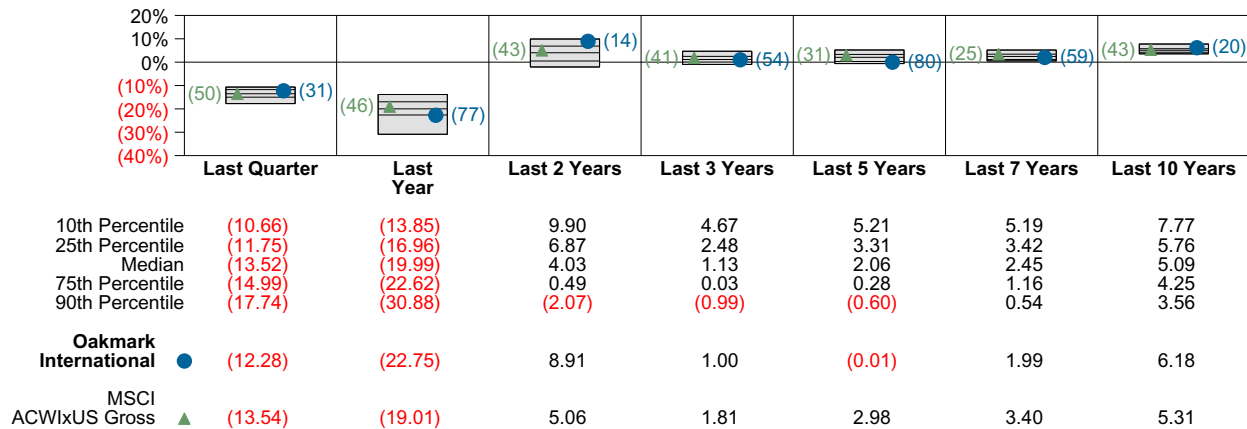 20%
10%
0%
(10%)
(20%)
(30%)
(40%)
(50) (31)
(46) (77)
(43) (14)
(41) (54)
(31) (80)
(25) (59)
(43) (20)
Last Quarter Last Last 2 Years Last 3 Years Last 5 Years Last 7 Years Last 10 Years
Year
10th Percentile (10.66) (13.85) 9.90 4.67 5.21 5.19 7.77
25th Percentile (11.75) (16.96) 6.87 2.48 3.31 3.42 5.76
Median (13.52) (19.99) 4.03 1.13 2.06 2.45 5.09
75th Percentile (14.99) (22.62) 0.49 0.03 0.28 1.16 4.25
90th Percentile (17.74) (30.88) (2.07) (0.99) (0.60) 0.54 3.56
Oakmark
International (12.28) (22.75) 8.91 1.00 (0.01) 1.99 6.18
MSCI
ACWIxUS Gross (13.54) (19.01) 5.06 1.81 2.98 3.40 5.31